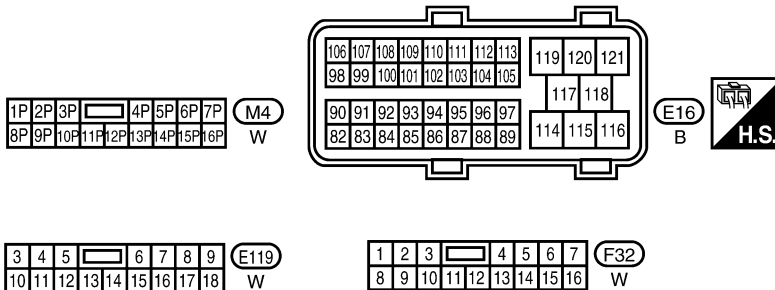 106 107 108 109 110 111 112 113 119 120 121
98 99 100 101 102 103 104 105
117 118
90 91 92 93 94 95 96 97
82 83 84 85 86 87 88 89 114 115 116
E16
B
H.S.
1P 2P 3P 4P 5P 6P 7P
8P 9P 10P 11P 12P 13P 14P 15P 16P
M4
W
3 4 5 6 7 8 9
10 11 12 13 14 15 16 17 18
E119
W
1 2 3 4 5 6 7
8 9 10 11 12 13 14 15 16
F32
W